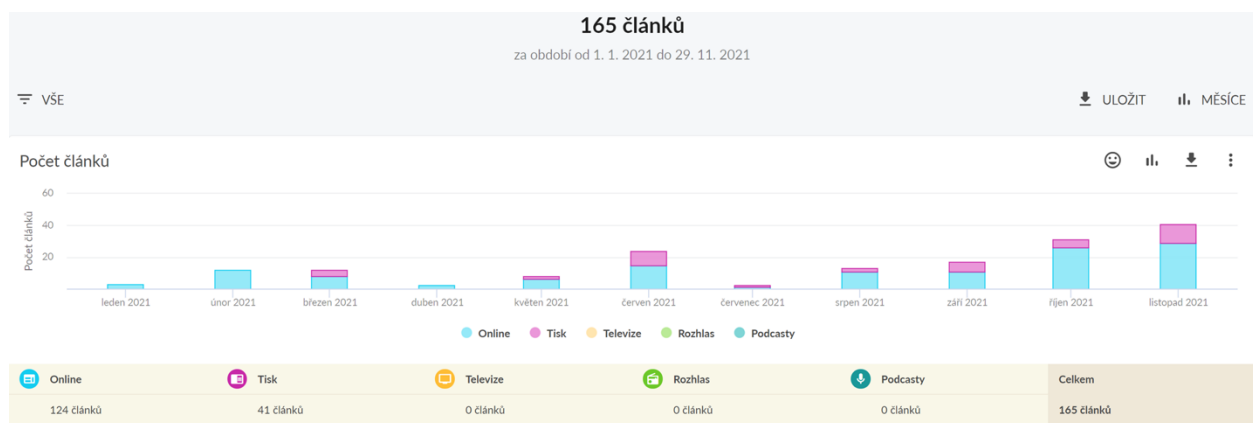 165 článků
za období od 1. 1. 2021 do 29. 11. 2021
VŠE
ULOŽIT MĚSÍCE
Počet článků
Počet článků
60
40
20
leden 2021 únor 2021 březen 2021 duben 2021 květen 2021 červen 2021 červenec 2021 srpen 2021 září 2021 říjen 2021 listopad 2021
Online Tisk Televize Rozhlas Podcasty
Online Tisk Televize Rozhlas Podcasty Celkem
124 článků 41 článků 0 článků 0 článků 0 článků 165 článků